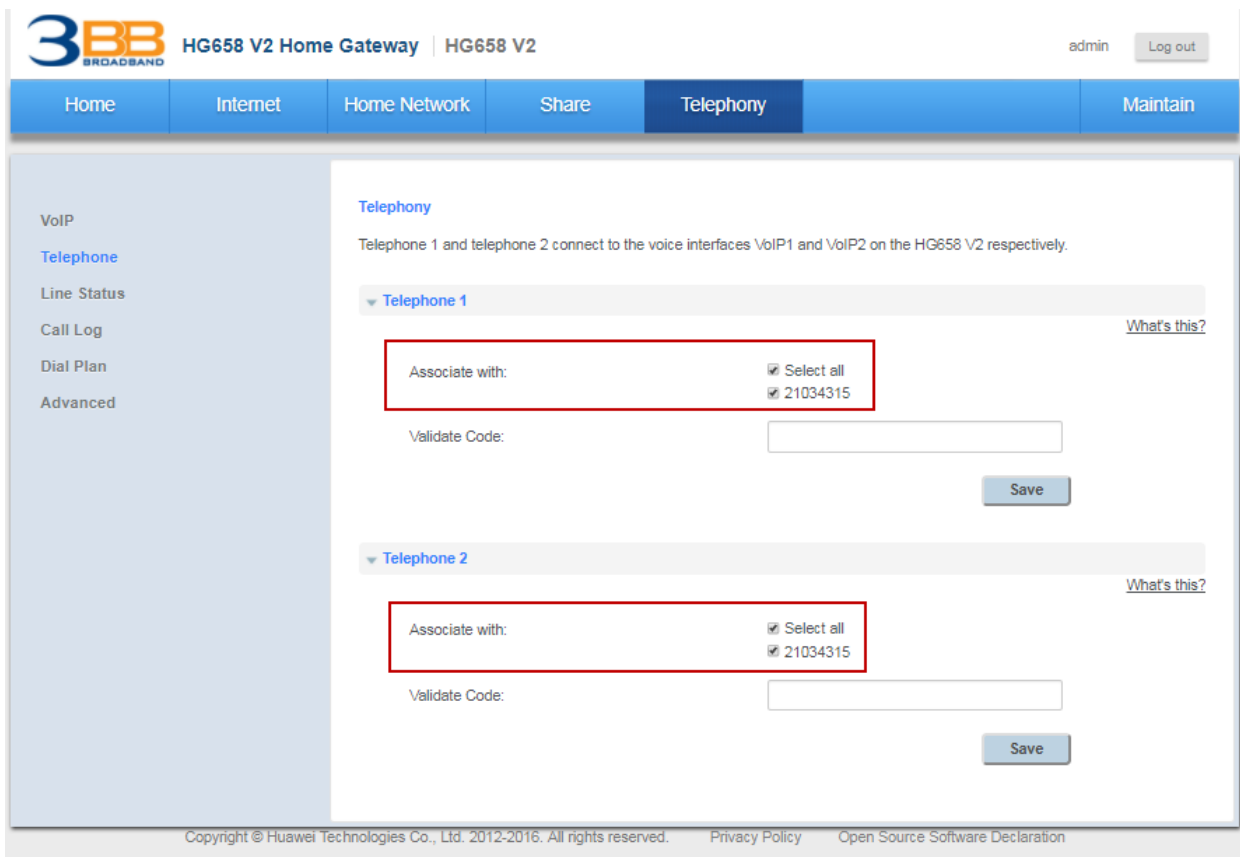 3BB
BROADBAND
HG658 V2 Home Gateway HG658 V2
admin
Log out
Home Internet Home Network Share Telephony Maintain
VoIP
Telephone
Line Status
Call Log
Dial Plan
Advanced
Telephony
Telephone 1 and telephone 2 connect to the voice interfaces VoIP1 and VoIP2 on the HG658 V2 respectively.
Telephone 1
What's this?
Associate with:
Select all
21034315
Validate Code:
Save
Telephone 2
What's this?
Associate with:
Select all
21034315
Validate Code:
Save
Copyright © Huawei Technologies Co., Ltd. 2012-2016. All rights reserved. Privacy Policy Open Source Software Declaration